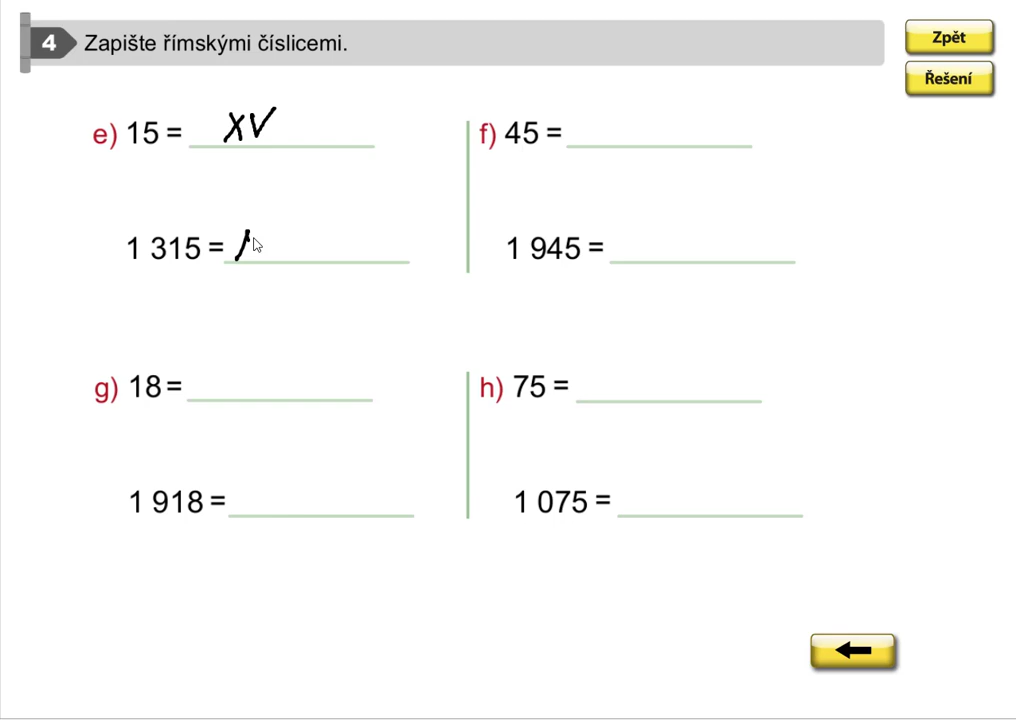 4 Zapište římskými číslicemi.
Zpět
Řešení
e) 15 = XV
f) 45 =
1 315 =
1 945 =
g) 18 =
h) 75 =
1 918 =
1 075 =